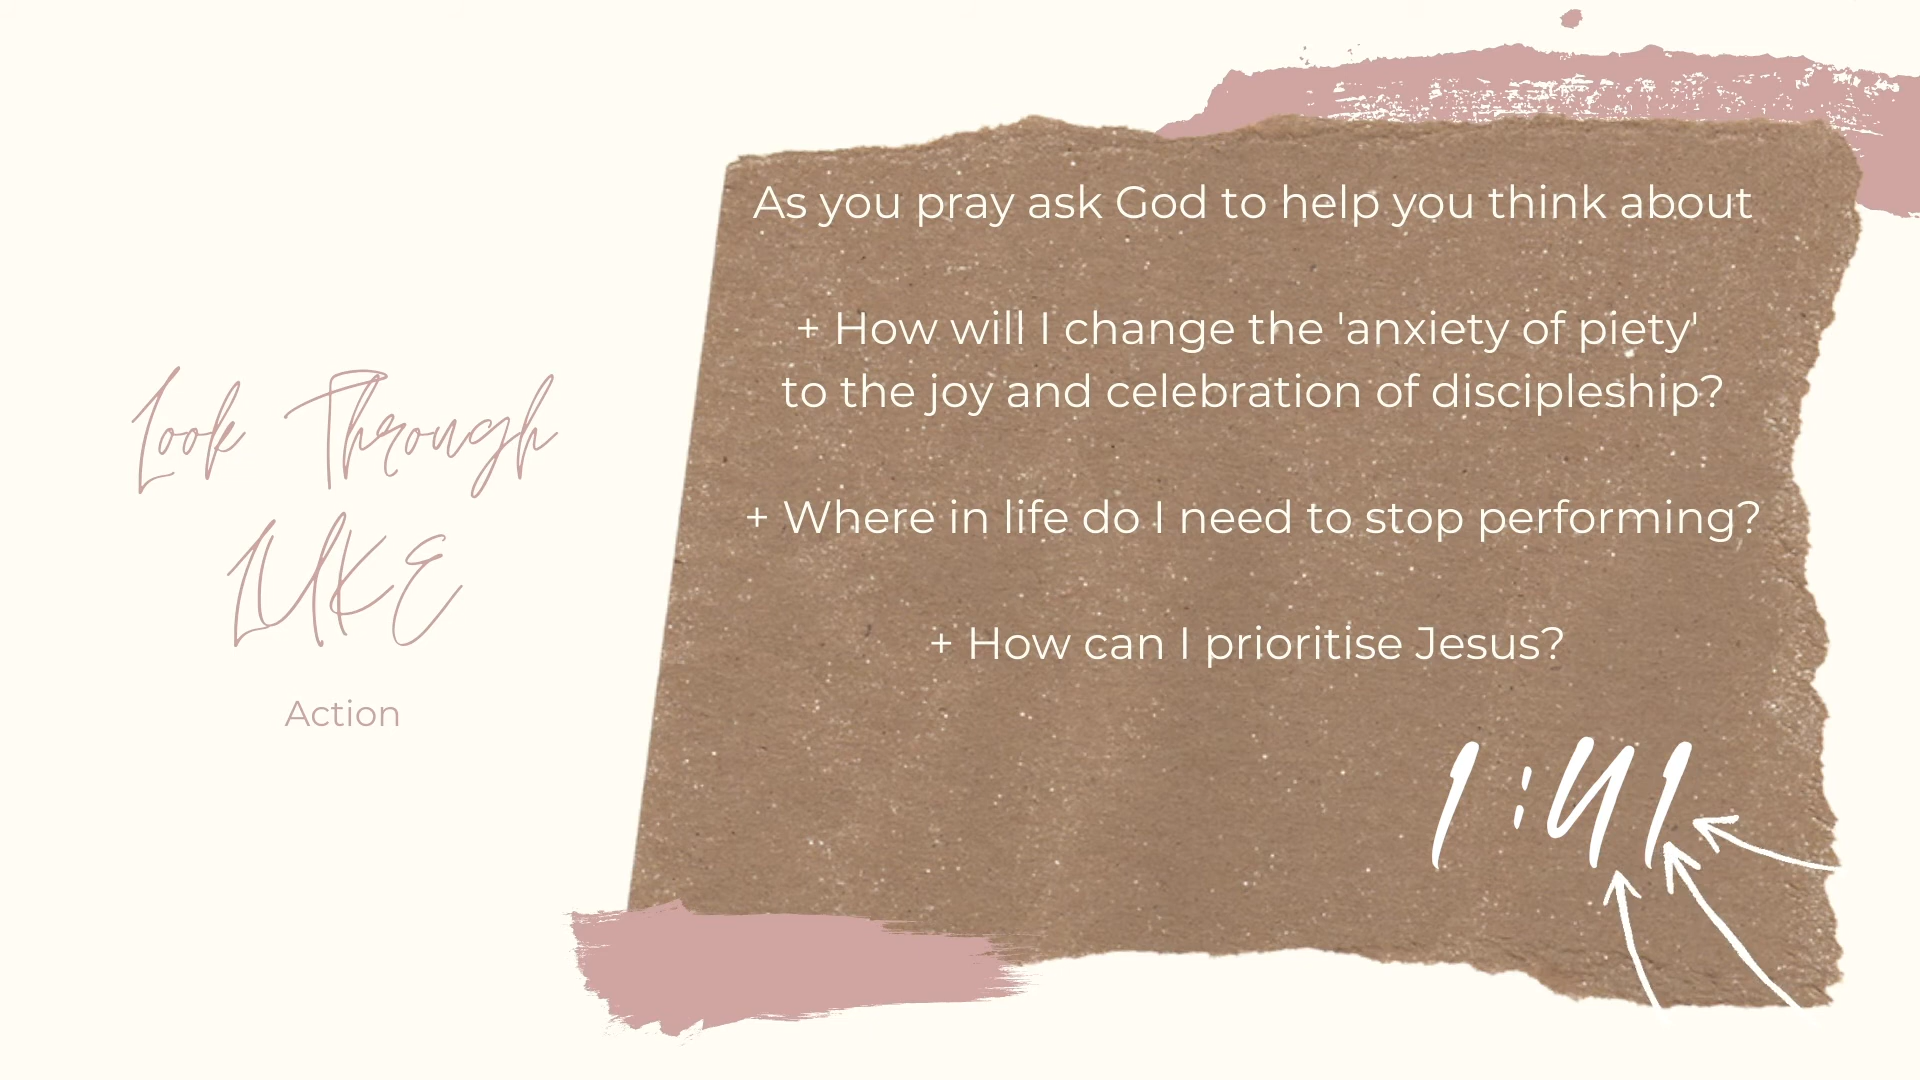 Look Through
LUKE
Action
As you pray ask God to help you think about
+ How will I change the 'anxiety of piety'
to the joy and celebration of discipleship?
+ Where in life do I need to stop performing?
+ How can I prioritise Jesus?
1:41